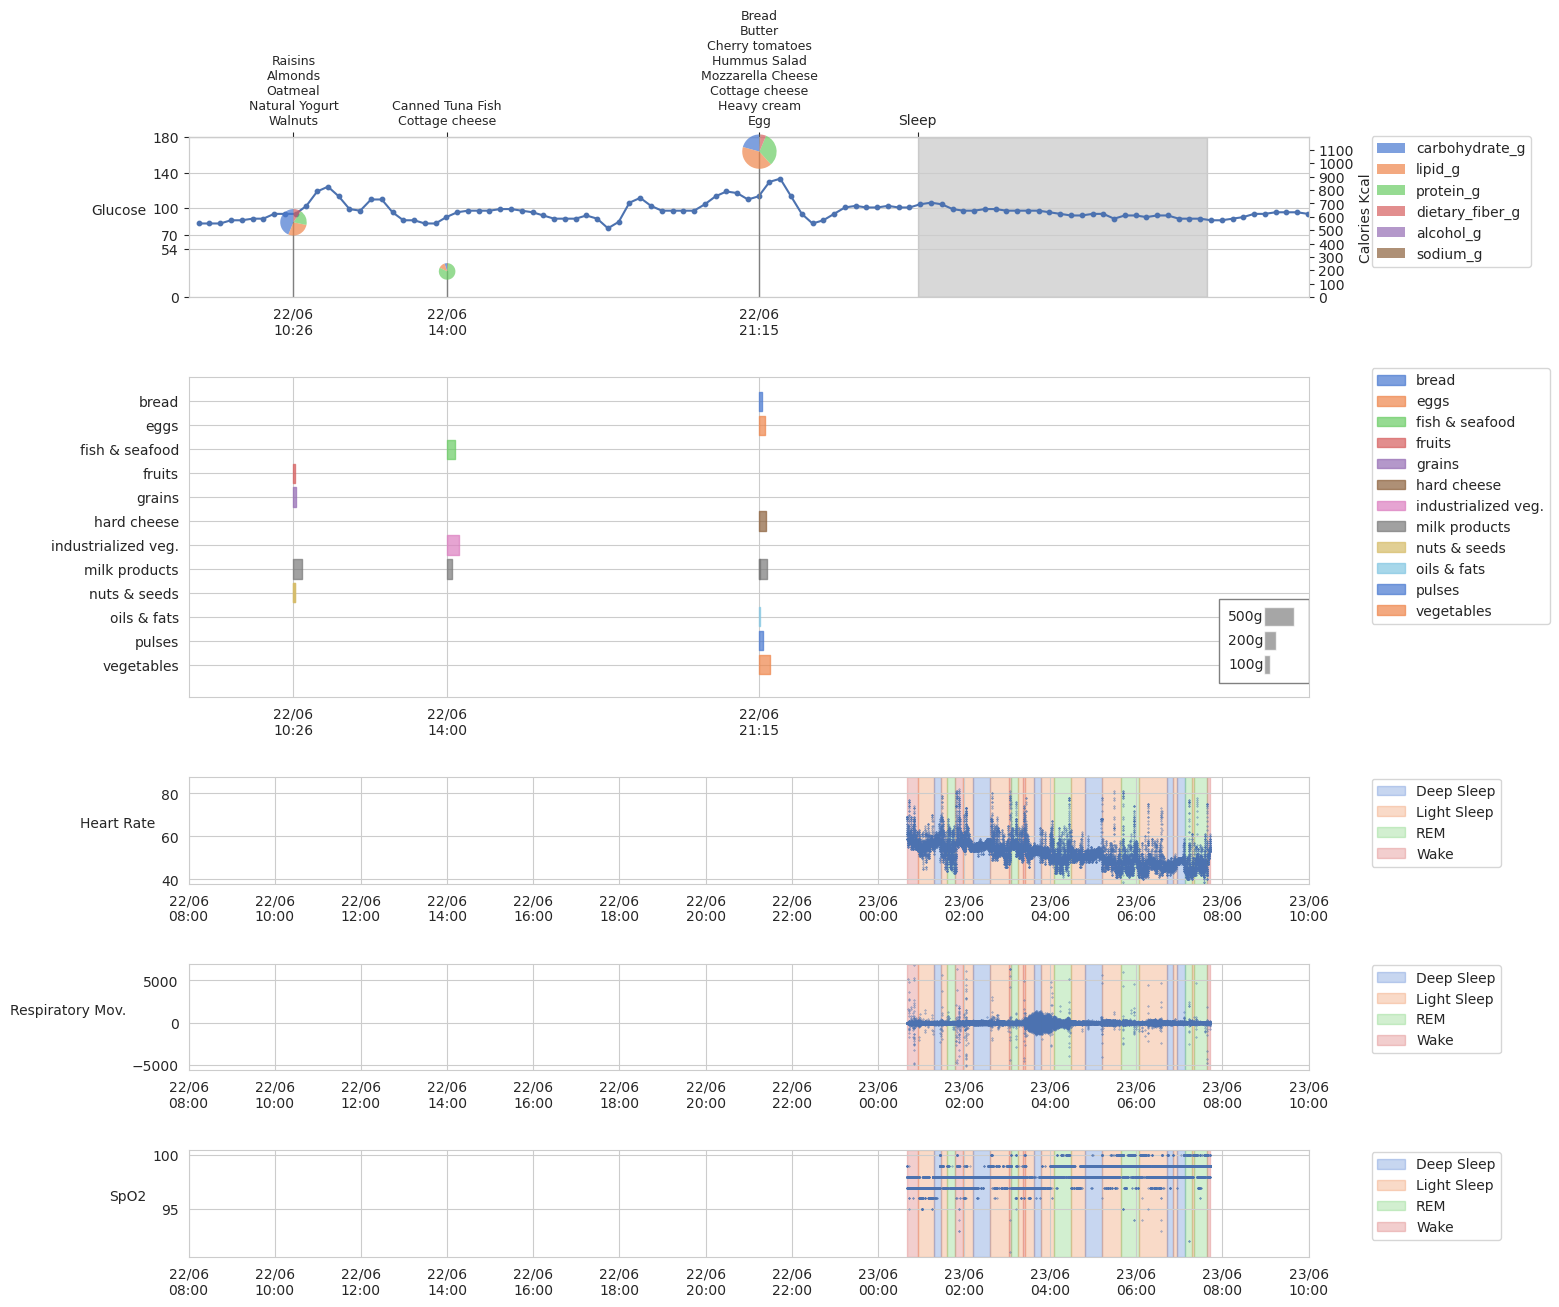 Raisins
Almonds
Oatmeal
Natural Yogurt
Walnuts
Canned Tuna Fish
Cottage cheese
Bread
Butter
Cherry tomatoes
Hummus Salad
Mozzarella Cheese
Cottage cheese
Heavy cream
Egg
Sleep
Glucose
180
140
100
70
54
0
1100
1000
900
800
700
600
500
400
300
200
100
0
Calories Kcal
22/06
10:26
22/06
14:00
22/06
21:15
carbohydrate_g
lipid_g
protein_g
dietary_fiber_g
alcohol_g
sodium_g
bread
eggs
fish & seafood
fruits
grains
hard cheese
industrialized veg.
milk products
nuts & seeds
oils & fats
pulses
vegetables
500g
200g
100g
22/06
10:26
22/06
14:00
22/06
21:15
bread
eggs
fish & seafood
fruits
grains
hard cheese
industrialized veg.
milk products
nuts & seeds
oils & fats
pulses
vegetables
Heart Rate
80
60
40
22/06 22/06 22/06 22/06 22/06 22/06 22/06 22/06 23/06 23/06 23/06 23/06 23/06 23/06
08:00 10:00 12:00 14:00 16:00 18:00 20:00 22:00 00:00 02:00 04:00 06:00 08:00 10:00
Deep Sleep
Light Sleep
REM
Wake
Respiratory Mov.
5000
0
−5000
22/06 22/06 22/06 22/06 22/06 22/06 22/06 22/06 23/06 23/06 23/06 23/06 23/06 23/06
08:00 10:00 12:00 14:00 16:00 18:00 20:00 22:00 00:00 02:00 04:00 06:00 08:00 10:00
Deep Sleep
Light Sleep
REM
Wake
SpO2
100
95
22/06 22/06 22/06 22/06 22/06 22/06 22/06 22/06 23/06 23/06 23/06 23/06 23/06 23/06
08:00 10:00 12:00 14:00 16:00 18:00 20:00 22:00 00:00 02:00 04:00 06:00 08:00 10:00
Deep Sleep
Light Sleep
REM
Wake